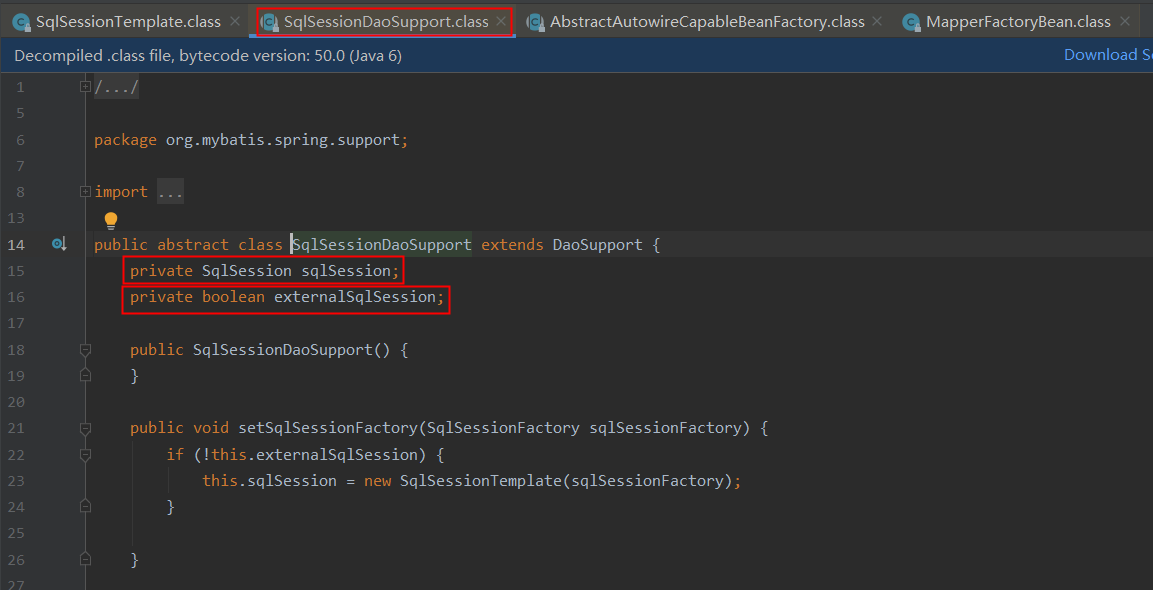 SqlSessionTemplate.class SqlSessionDaoSupport.class AbstractAutowireCapableBeanFactory.class MapperFactoryBean.class
Decompiled .class file, bytecode version: 50.0 (Java 6) Download S
1 /.../
5
6 package org.mybatis.spring.support;
7
8 import ...
13
14 public abstract class SqlSessionDaoSupport extends DaoSupport {
15 private SqlSession sqlSession;
16 private boolean externalSqlSession;
17
18 public SqlSessionDaoSupport() {
19 }
20
21 public void setSqlSessionFactory(SqlSessionFactory sqlSessionFactory) {
22 if (!this.externalSqlSession) {
23 this.sqlSession = new SqlSessionTemplate(sqlSessionFactory);
24 }
25
26 }
27